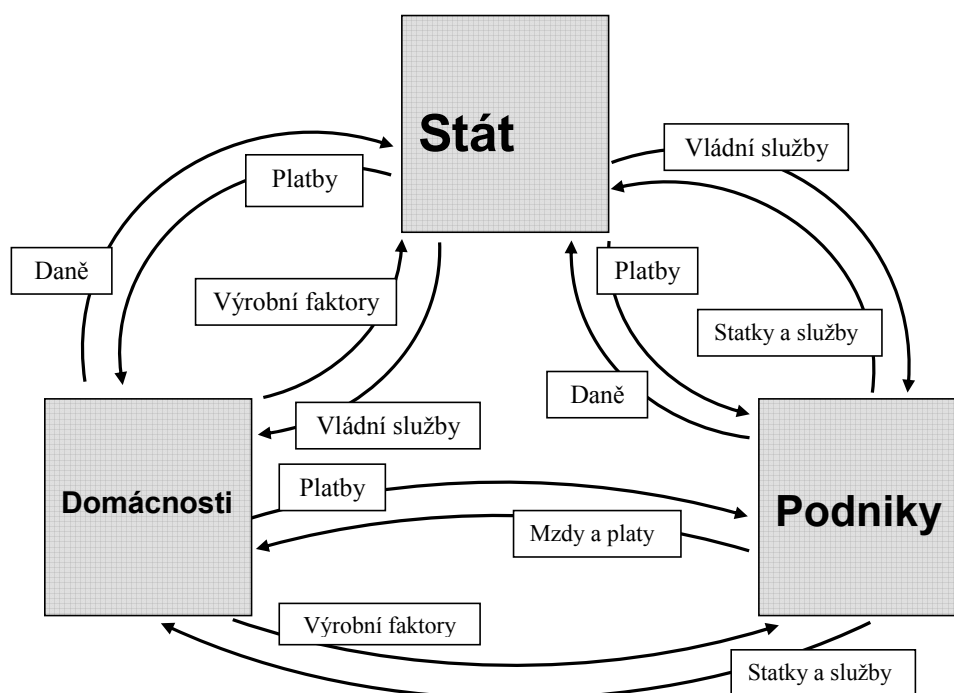 Stát
Vládní služby
Platby
Daně
Platby
Výrobní faktory
Statky a služby
Daně
Vládní služby
Domácnosti
Platby
Podniky
Mzdy a platy
Výrobní faktory
Statky a služby